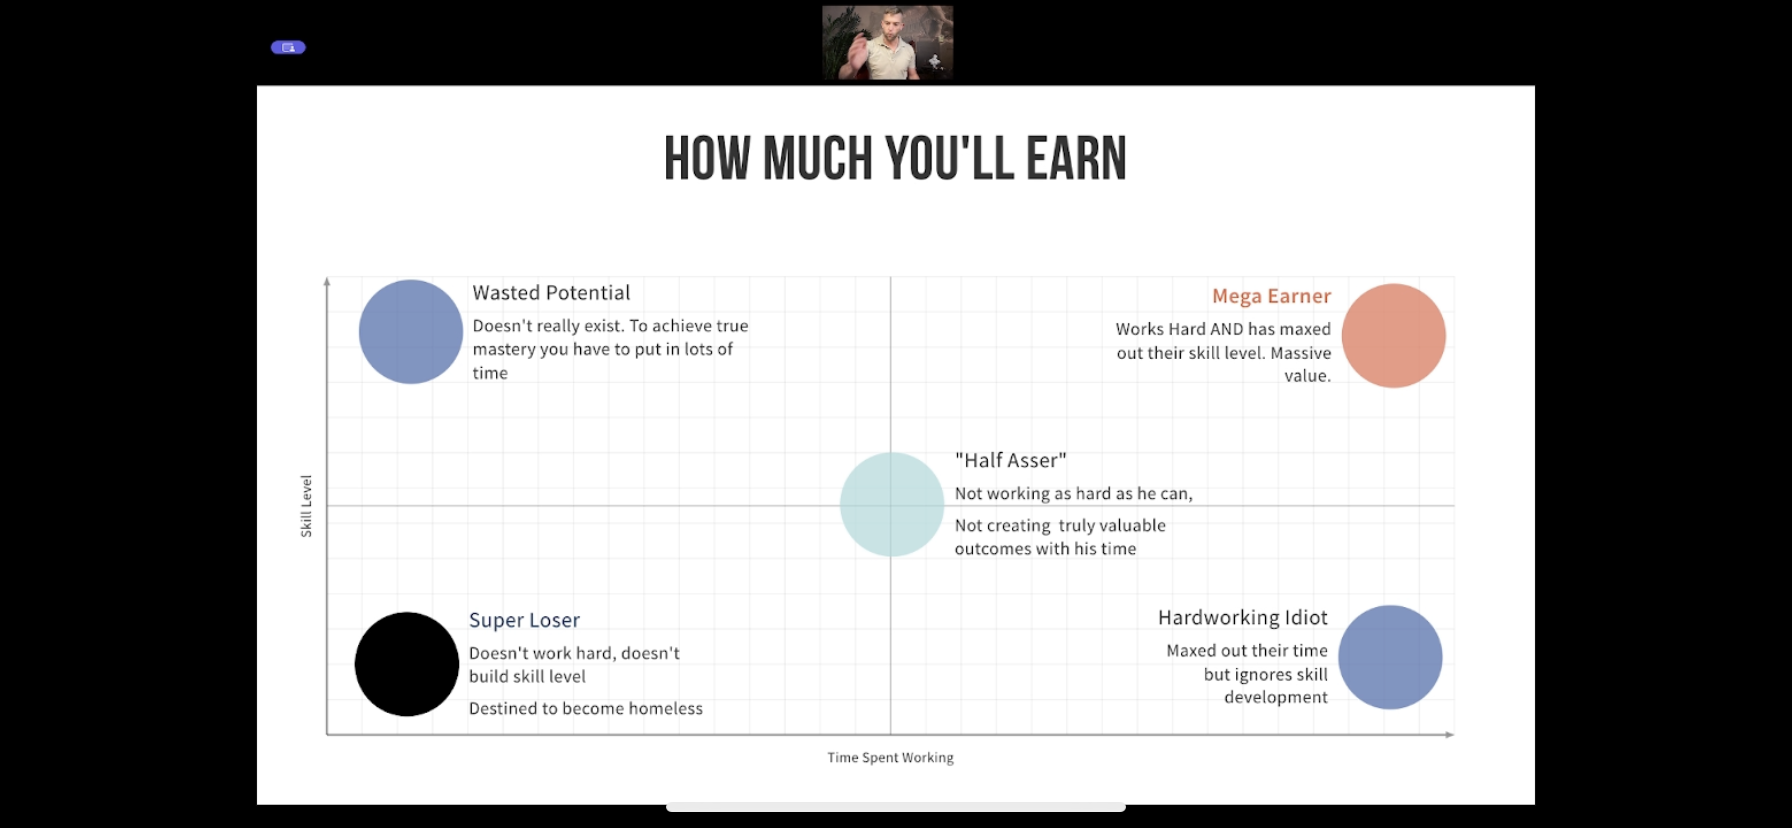 HOW MUCH YOU'LL EARN
Wasted Potential
Doesn't really exist. To achieve true
mastery you have to put in lots of
time
Mega Earner
Works Hard AND has maxed
out their skill level. Massive
value.
"Half Asser"
Not working as hard as he can,
Not creating truly valuable
outcomes with his time
Skill Level
Super Loser
Doesn't work hard, doesn't
build skill level
Destined to become homeless
Hardworking Idiot
Maxed out their time
but ignores skill
development
Time Spent Working